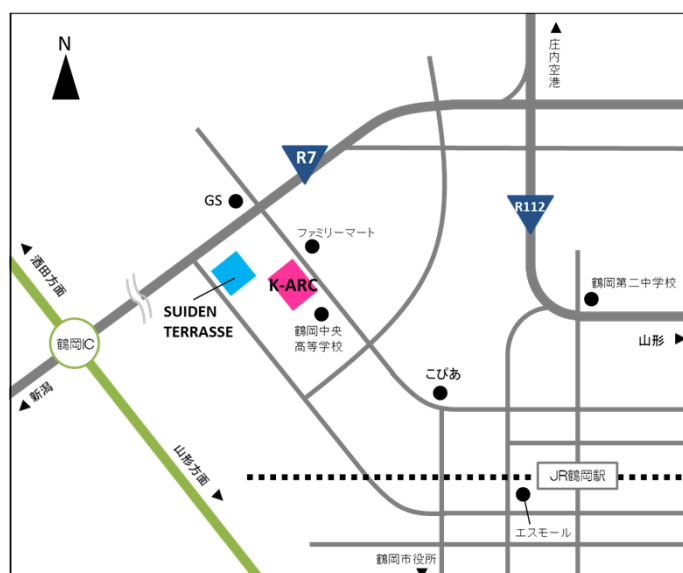 N
庄内空港
R7
R112
GS
ファミリーマート
酒田方面
K-ARC
SUIDEN
TERRASSE
鶴岡第二中学校
鶴岡中央
高等学校
鶴岡IC
山形
こぴあ
新潟
山形方面
JR鶴岡駅
エスモール
鶴岡市役所